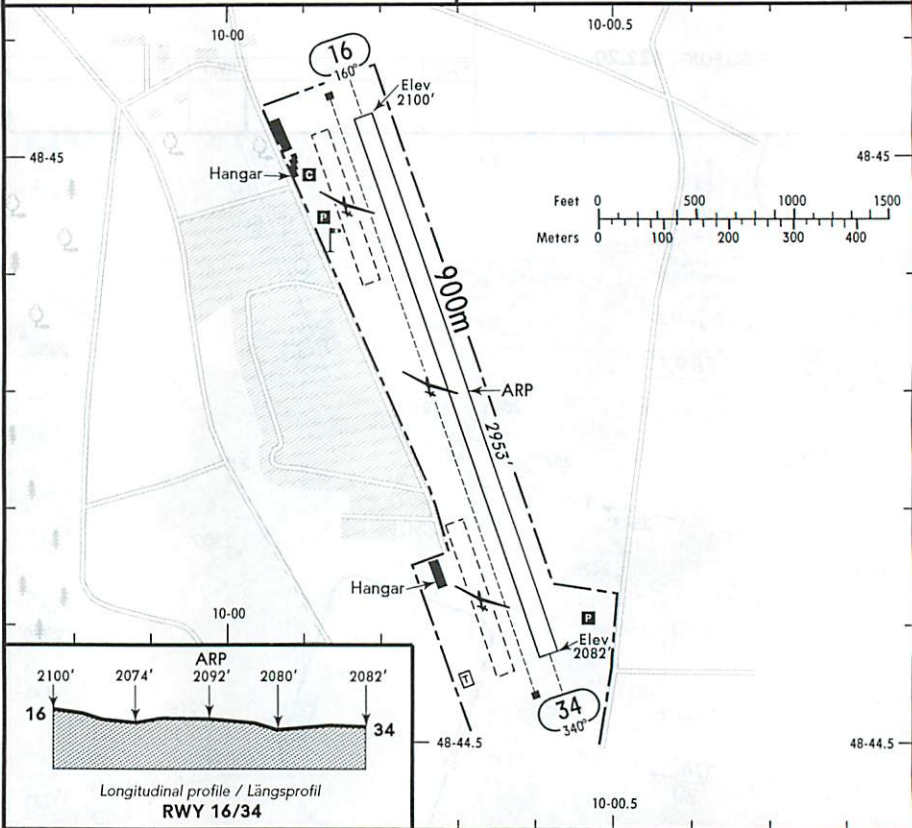 10-00
10-00.5
16
160°
Elev
2100'
48-45
48-45
Hangar
C
P
Feet 0 500 1000 1500
Meters 0 100 200 300 400
900m
ARP
2953'
Hangar
10-00
P
Elev
2082'
T
34
340°
48-44.5
48-44.5
10-00.5
ARP
2100' 2074' 2092' 2080' 2082'
16
34
Longitudinal profile / Längsprofil
RWY 16/34